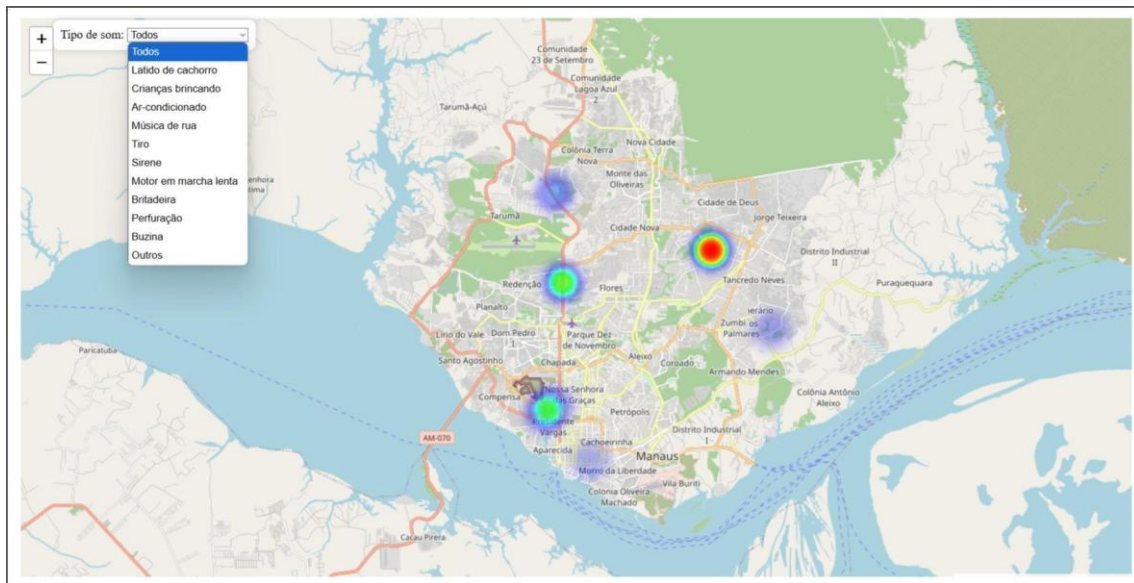 +
−
Tipo de som: Todos
Todos
Latido de cachorro
Crianças brincando
Ar-condicionado
Música de rua
Tiro
Sirene
Motor em marcha lenta
Britadeira
Perfuração
Buzina
Outros
Comunidade
23 de Setembro
Comunidade
Lagoa Azul
2
Tarumã-Açú
Nova Cidade
Colônia Terra
Nova
Monte das
Oliveiras
Cidade de Deus
Jorge Teixeira
Tarumã
Cidade Nova
Distrito Industrial
II
Tancredo Neves
Puraquequara
Redenção
Flores
Planalto
Zumbi os
Palmares
Lírio do Vale
Dom Pedro
I
Parque Dez
de Novembro
Paricatuba
Santo Agostinho
Chapada
Aleixo
Coroado
Armando Mendes
Compensa
Nossa Senhora
das Graças
Colônia Antônio
Aleixo
Petrópolis
Presidente
Vargas
Distrito Industrial
I
AM-070
Aparecida
Cachoeirinha
Manaus
Morro da Liberdade
Vila Buriti
Colonia Oliveira
Machado
Cacau Pirera